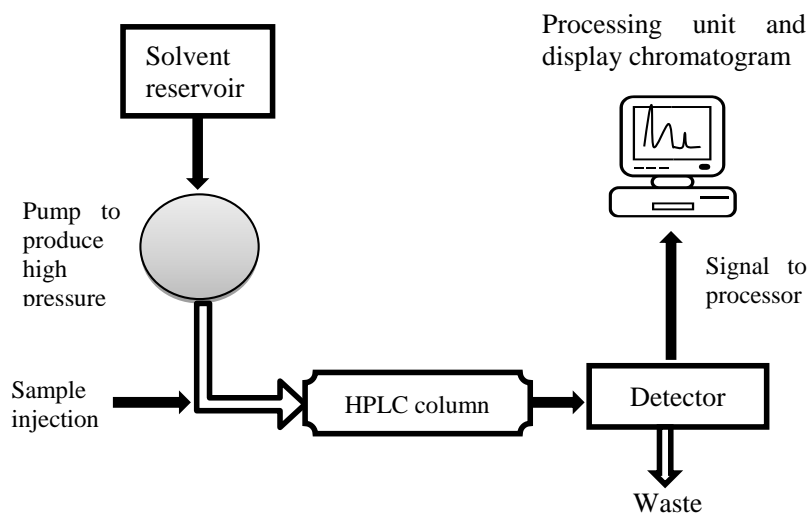 Solvent
reservoir
Processing unit and
display chromatogram
Pump to
produce
high
pressure
Signal to
processor
Sample
injection
HPLC column
Detector
Waste